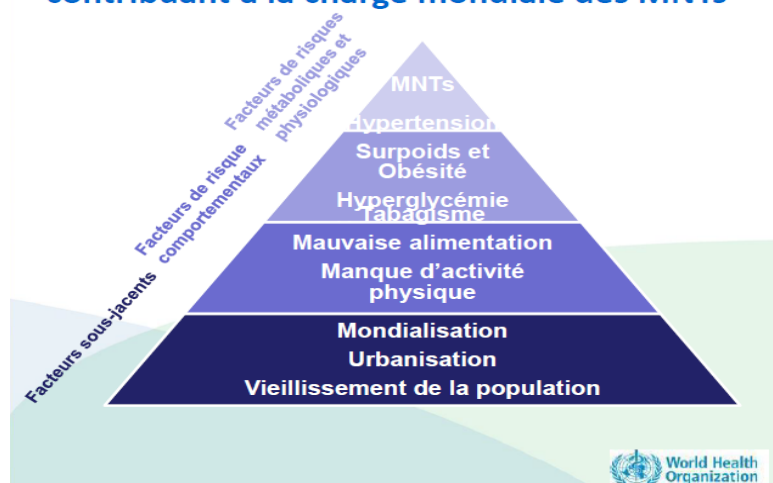 contribuant à la charge mondiale des MNTs
Facteurs de risques
métaboliques et
physiologiques
MNTs
Hypertension
Surpoids et
Obésité
Hyperglycémie
Facteurs de risque
comportementaux
Tabagisme
Mauvaise alimentation
Manque d'activité
physique
Facteurs sous-jacents
Mondialisation
Urbanisation
Vieillissement de la population
World Health
Organization